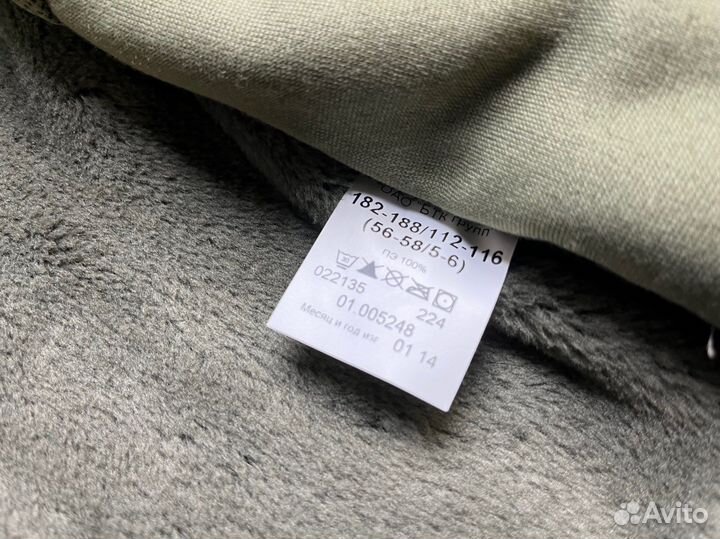 ОАО "БТК групп"
182-188/112-116
(56-58/5-6)
ПЭ 100%
30
022135 224
01.005248
Месяц и год изг 01 14
Avito